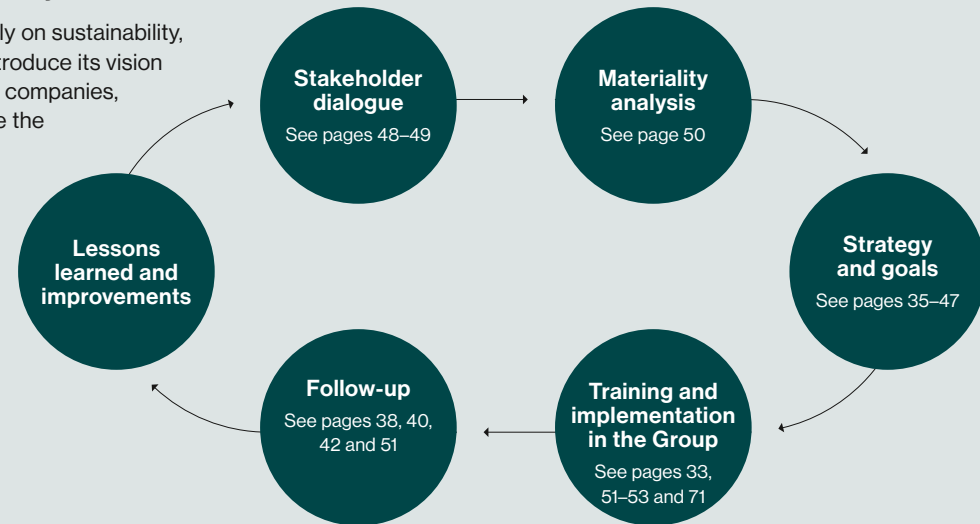 ly on sustainability,
troduce its vision
companies,
e the
Stakeholder
dialogue
See pages 48–49
Materiality
analysis
See page 50
Strategy
and goals
See pages 35–47
Training and
implementation
in the Group
See pages 33,
51–53 and 71
Follow-up
See pages 38, 40,
42 and 51
Lessons
learned and
improvements